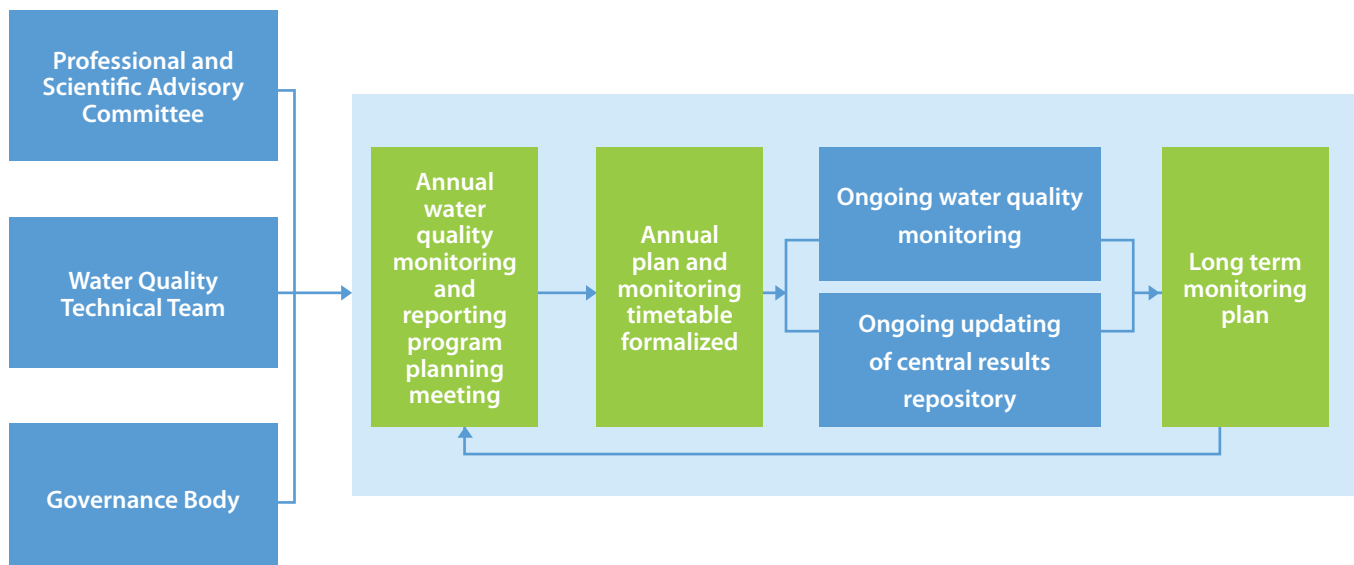 Professional and
Scientific Advisory
Committee
Water Quality
Technical Team
Governance Body
Annual
water
quality
monitoring
and
reporting
program
planning
meeting
Annual
plan and
monitoring
timetable
formalized
Ongoing water quality
monitoring
Ongoing updating
of central results
repository
Long term
monitoring
plan